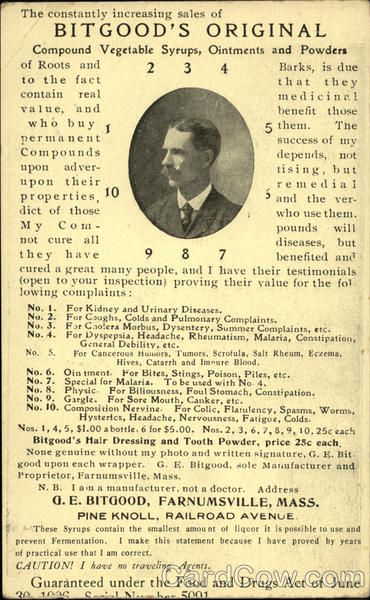 The constantly increasing sales of
BITGOOD'S ORIGINAL
Compound Vegetable Syrups, Ointments and Powders
of Roots and 2 3 4 Barks, is due
to the fact that they
contain real medicinal
value, and benefit those
who buy 1 5 them. The
permanent success of my
Compounds depends, not
upon adver- tising, but
upon their 10 remedial
properties, and the ver-
dict of those who use them.
My Com- pounds will
not cure all diseases, but
they have 9 8 7 benefited and
cured a great many people, and I have their testimonials
(open to your inspection) proving their value for the fol
lowing complaints:
No. 1. For Kidney and Urinary Diseases.
No. 2. For Coughs, Colds and Pulmonary Complaints.
No. 3. For Cholera Morbus, Dysentery, Summer Complaints, etc.
No. 4. For Dyspepsia, Headache, Rheumatism, Malaria, Constipation,
General Debility, etc.
No. 5. For Cancerous Humors, Tumors, Scrofula, Salt Rheum, Eczema,
Hives, Catarrh and Impure Blood.
No. 6. Ointment. For Bites, Stings, Poison, Piles, etc.
No. 7. Special for Malaria. To be used with No. 4.
No. 8. Physic. For Biliousness, Foul Stomach, Constipation.
No. 9. Gargle. For Sore Mouth, Canker, etc.
No. 10. Composition Nervine. For Colic, Flatulency, Spasms, Worms,
Hysterics, Headache, Nervousness, Fatigue, Colds.
Nos. 1, 4, 5, $1.00 a bottle. 6 for $5.00. Nos. 2, 3, 6, 7, 8, 9, 10, 25c each
Bitgood's Hair Dressing and Tooth Powder, price 25c each.
None genuine without my photo and written signature, G. E. Bit-
good upon each wrapper. G. E. Bitgood, sole Manufacturer and
Proprietor, Farnumsville, Mass.
N. B. I am a manufacturer, not a doctor. Address
G. E. BITGOOD, FARNUMSVILLE, MASS.
PINE KNOLL, RAILROAD AVENUE.
These Syrups contain the smallest amount of liquor it is possible to use and
prevent Fermentation. I make this statement because I have proved by years
of practical use that I am correct.
CAUTION! I have no traveling Agents.
Guaranteed under the Food and Drugs Act of June
30, 1906. Serial Number 5091
CardCow.com